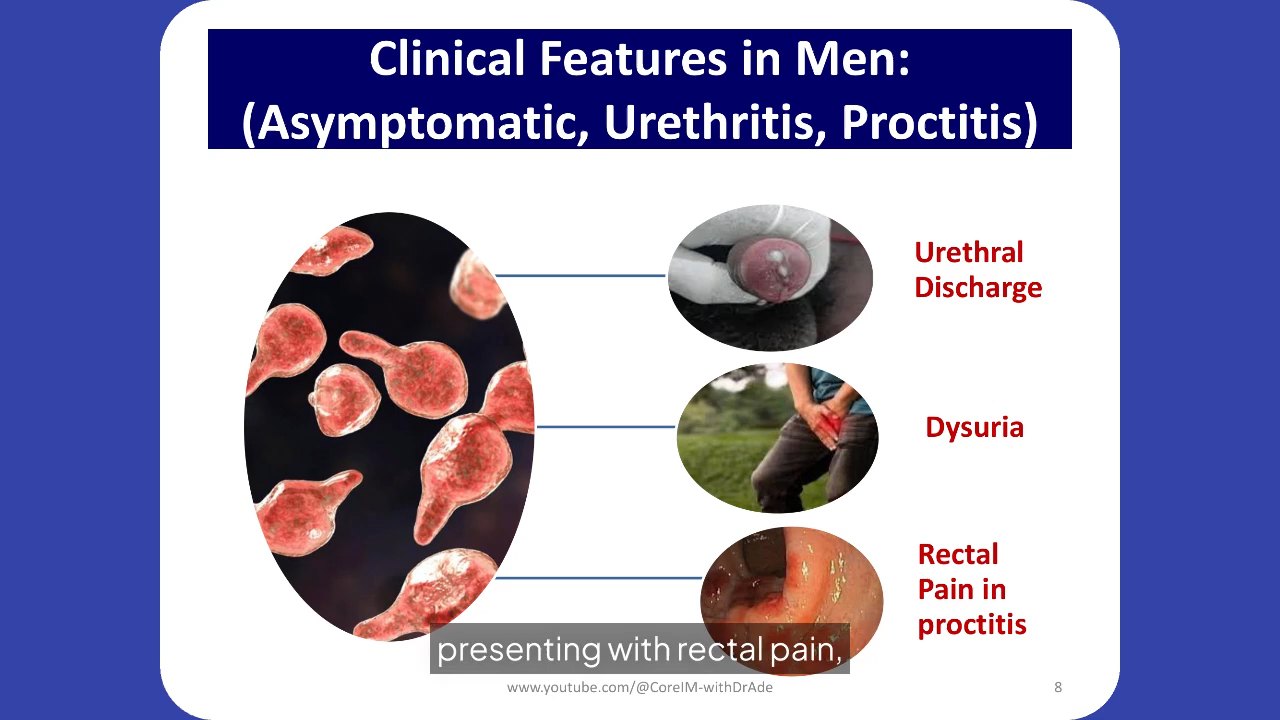 Clinical Features in Men:
(Asymptomatic, Urethritis, Proctitis)
Urethral
Discharge
Dysuria
Rectal
Pain in
proctitis
presenting with rectal pain,
www.youtube.com/@CoreIM-withDrAde
8